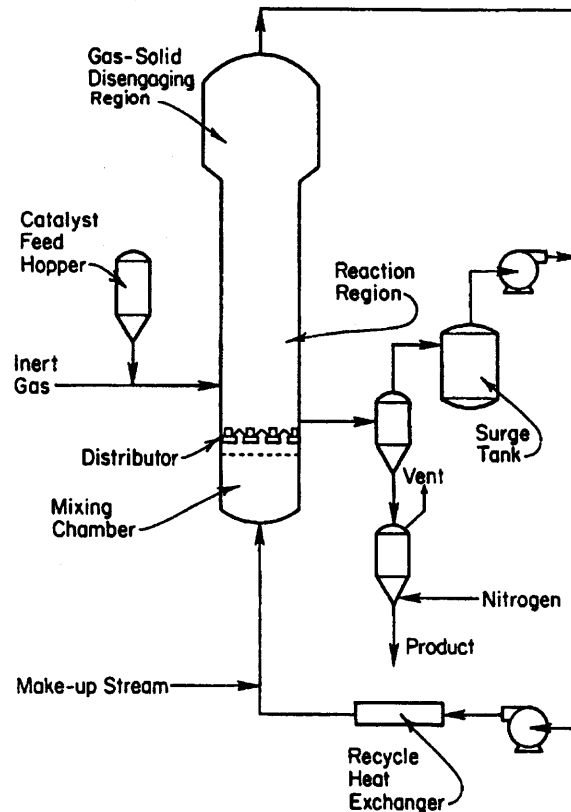 Gas-Solid
Disengaging
Region
Catalyst
Feed
Hopper
Reaction
Region
Inert
Gas
Surge
Tank
Distributor
Vent
Mixing
Chamber
Nitrogen
Product
Make-up Stream
Recycle
Heat
Exchanger